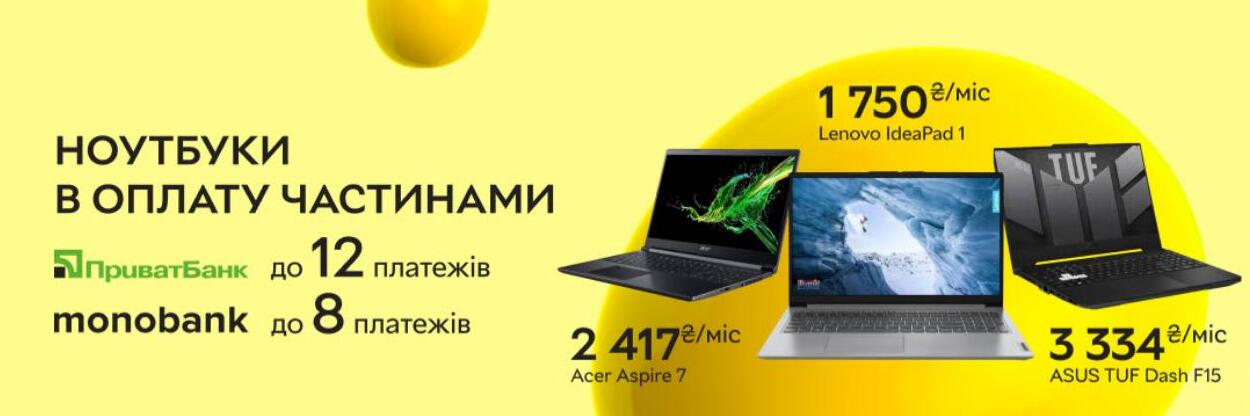 НОУТБУКИ
В ОПЛАТУ ЧАСТИНАМИ
ПриватБанк до 12 платежів
monobank до 8 платежів
1 750 ₴/міс
Lenovo IdeaPad 1
TUF
2 417 ₴/міс
Acer Aspire 7
3 334 ₴/міс
ASUS TUF Dash F15